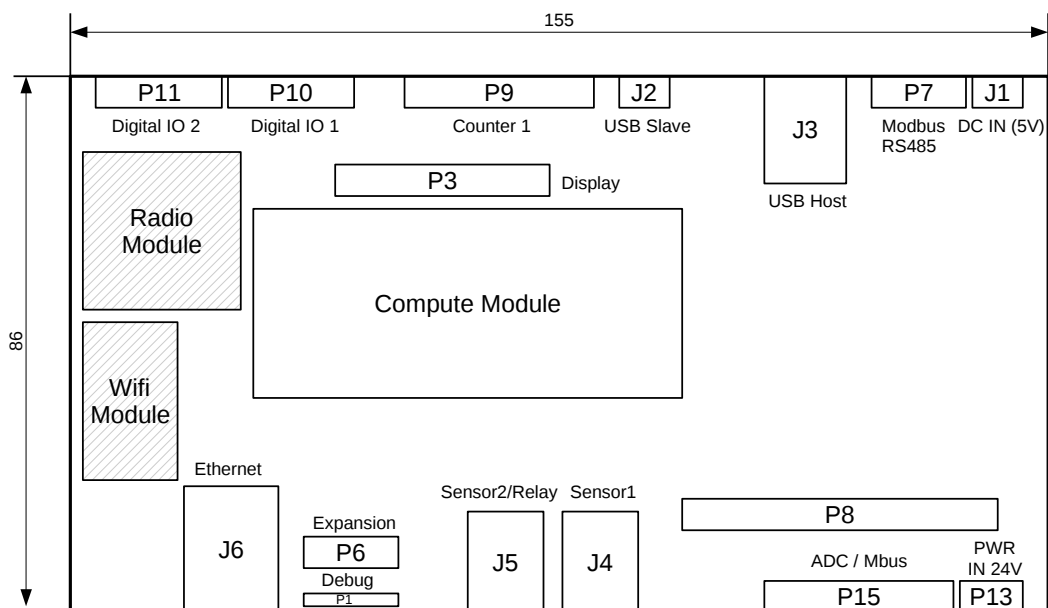 155
P11
P10
P9
J2
P7
J1
Digital IO 2
Digital IO 1
Counter 1
USB Slave
J3
Modbus
RS485
DC IN (5V)
P3
Display
USB Host
Radio
Module
Compute Module
86
Wifi
Module
Ethernet
Sensor2/Relay
Sensor1
Expansion
P8
J6
P6
J5
J4
ADC / Mbus
PWR
IN 24V
Debug
P1
P15
P13